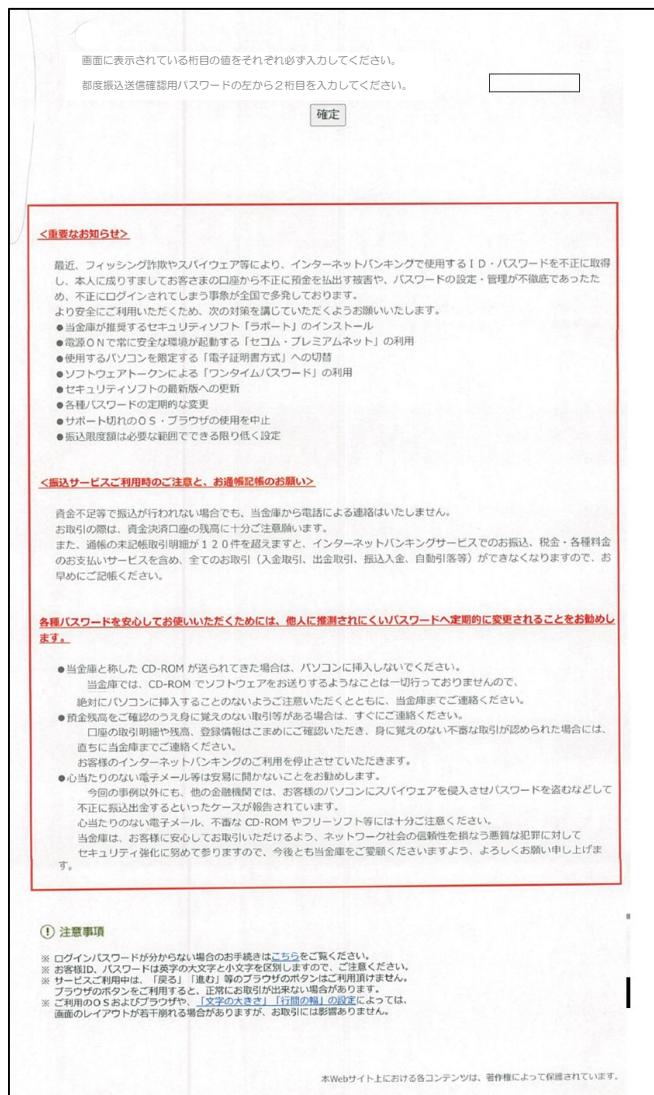 画面に表示されている桁目の値をそれぞれ必ず入力してください。
都度振込送信確認用パスワードの左から2桁目を入力してください。
確定
<重要なお知らせ>
最近、フィッシング詐欺やスパイウェア等により、インターネットバンキングで使用するID・パスワードを不正に取得
し、本人に成りすましてお客さまの口座から不正に預金を払出す被害や、パスワードの設定・管理が不徹底であったた
め、不正にログインされてしまう事象が全国で多発しております。
より安全にご利用いただくため、次の対策を講じていただくようお願いいたします。
●当金庫が推奨するセキュリティソフト「ラポート」のインストール
●電源ONで常に安全な環境が起動する「セコム・プレミアムネット」の利用
●使用するパソコンを限定する「電子証明書方式」への切替
●ソフトウェアトークンによる「ワンタイムパスワード」の利用
●セキュリティソフトの最新版への更新
●各種パスワードの定期的な変更
●サポート切れのOS・ブラウザの使用を中止
●振込限度額は必要な範囲でできる限り低く設定
<振込サービスご利用時のご注意と、お通帳記帳のお願い>
資金不足等で振込が行われない場合でも、当金庫から電話による連絡はいたしません。
お取引の際は、資金決済口座の残高に十分ご注意願います。
また、通帳の未記帳取引明細が120件を超えますと、インターネットバンキングサービスでのお振込、税金・各種料金
のお支払いサービスを含め、全てのお取引(入金取引、出金取引、振込入金、自動引落等)ができなくなりますので、お
早めにご記帳ください。
各種パスワードを安心してお使いいただくためには、他人に推測されにくいパスワードへ定期的に変更されることをお勧めし
ます。
●当金庫と称した CD-ROM が送られてきた場合は、パソコンに挿入しないでください。
当金庫では、CD-ROM でソフトウェアをお送りするようなことは一切行っておりませんので、
絶対にパソコンに挿入することのないようご注意いただくとともに、当金庫までご連絡ください。
●預金残高をご確認のうえ身に覚えのない取引等がある場合は、すぐにご連絡ください。
口座の取引明細や残高、登録情報はこまめにご確認いただき、身に覚えのない不審な取引が認められた場合には、
直ちに当金庫までご連絡ください。
お客様のインターネットバンキングのご利用を停止させていただきます。
●心当たりのない電子メール等は安易に開かないことをお勧めします。
今回の事例以外にも、他の金融機関では、お客様のパソコンにスパイウェアを侵入させパスワードを盗むなどして
不正に振込出金するといったケースが報告されています。
心当たりのない電子メール、不審な CD-ROM やフリーソフト等には十分ご注意ください。
当金庫は、お客様に安心してお取引いただけるよう、ネットワーク社会の信頼性を損なう悪質な犯罪に対して
セキュリティ強化に努めて参りますので、今後とも当金庫をご愛顧くださいますよう、よろしくお願い申し上げま
す。
注意事項
※ ログインパスワードが分からない場合のお手続きはこちらをご覧ください。
※ お客様ID、パスワードは英字の大文字と小文字を区別しますので、ご注意ください。
※ サービスご利用中は、「戻る」「進む」等のブラウザのボタンはご利用頂けません。
ブラウザのボタンをご利用すると、正常にお取引が出来ない場合があります。
※ ご利用のOSおよびブラウザや、「文字の大きさ」「行間の幅」の設定によっては、
画面のレイアウトが若干崩れる場合がありますが、お取引には影響ありません。
本Webサイト上における各コンテンツは、著作権によって保護されています。